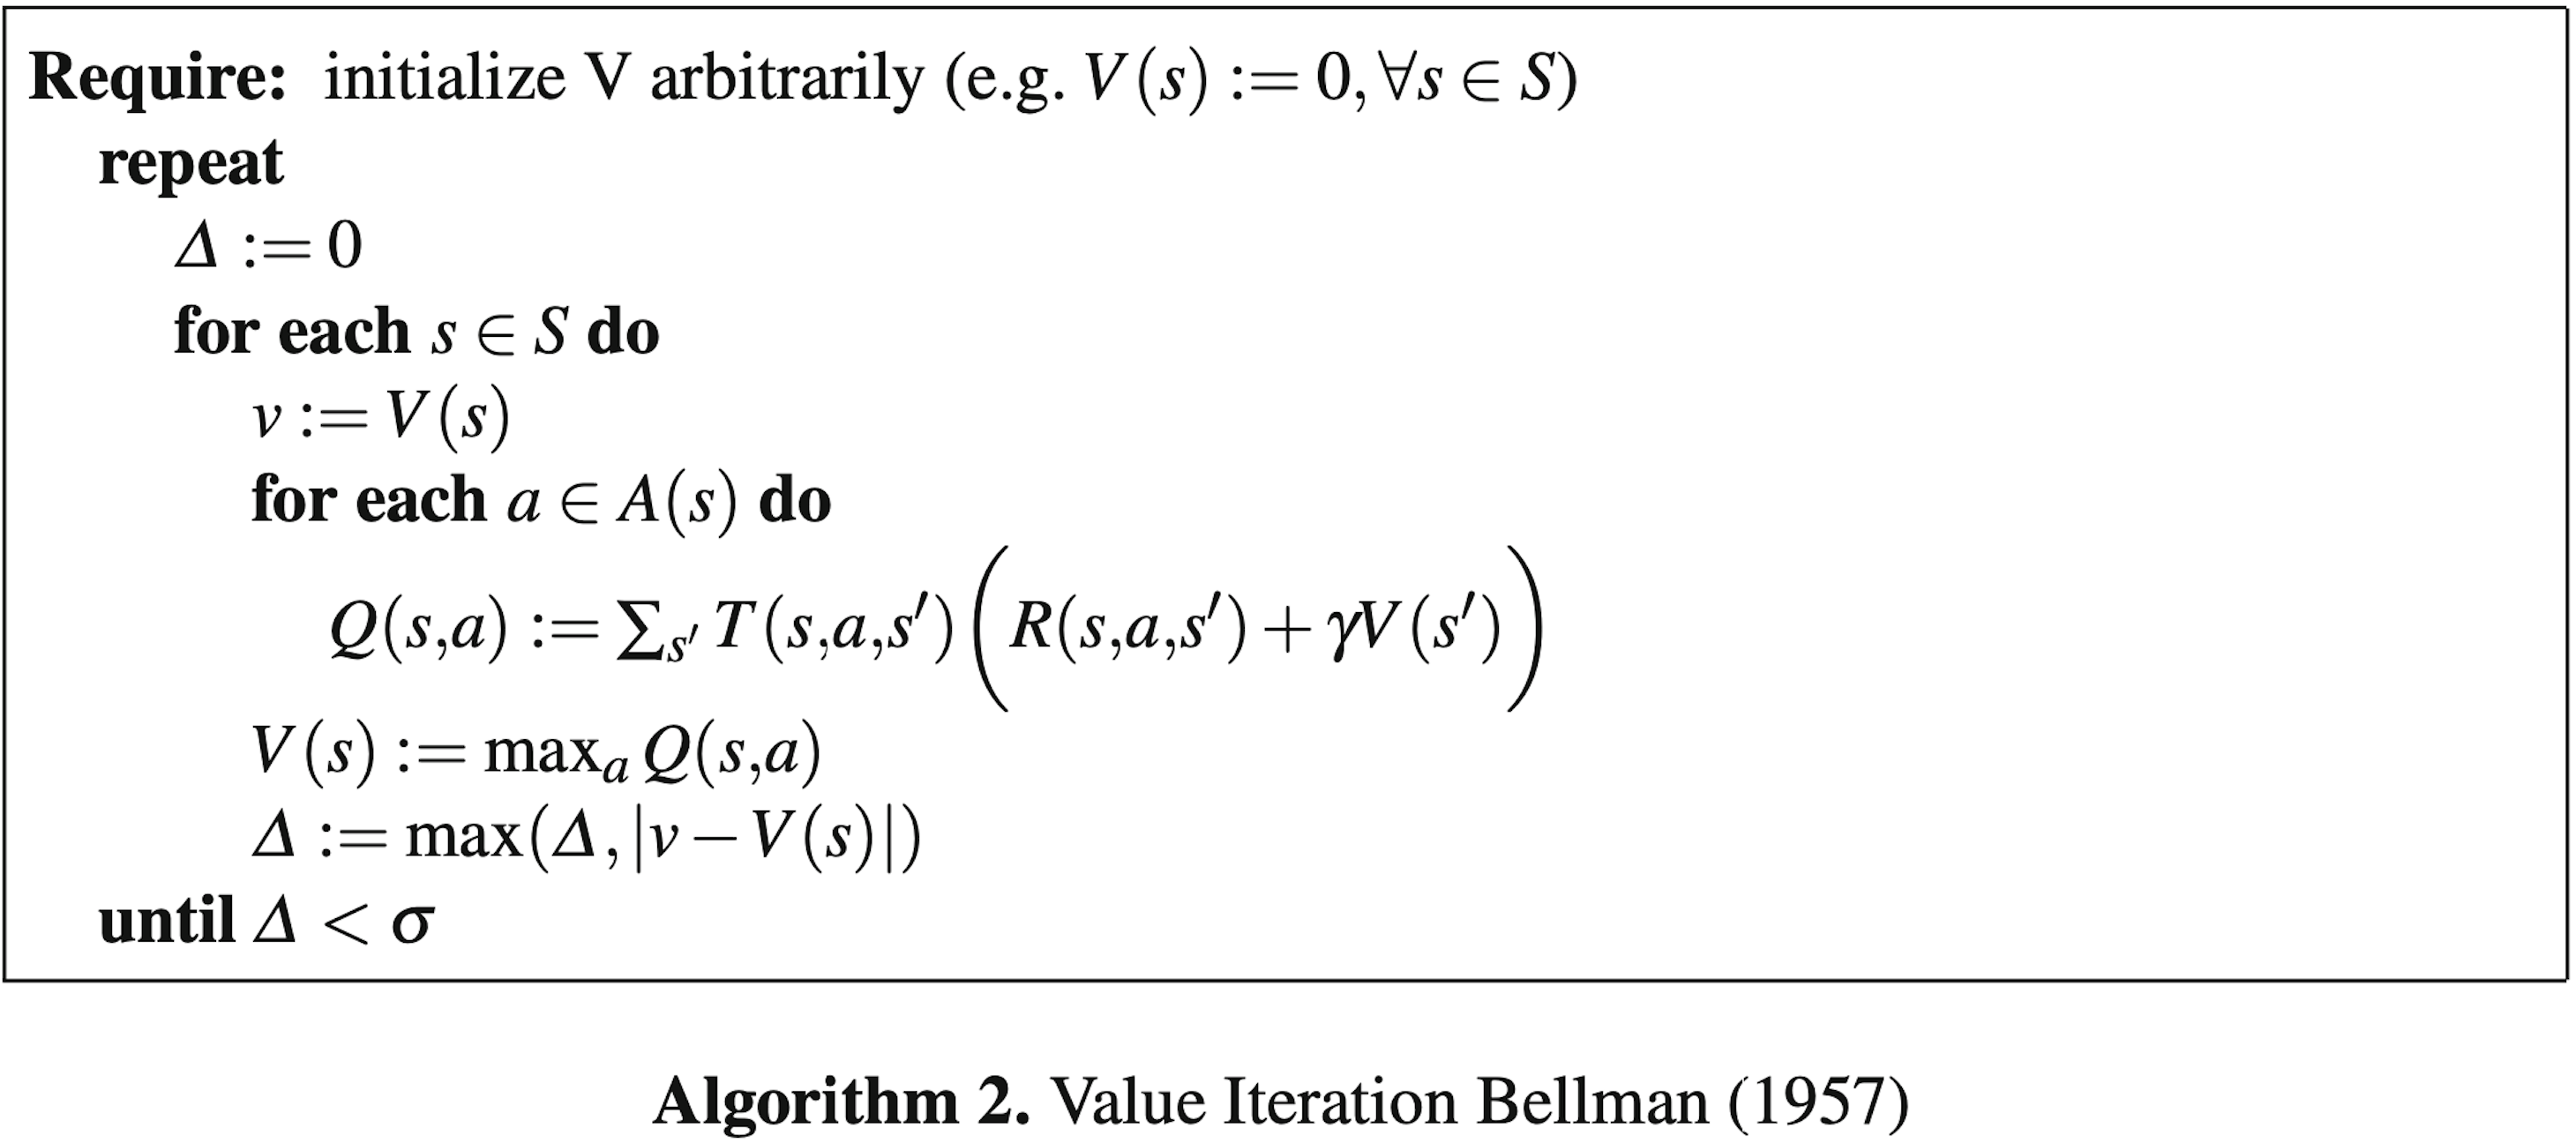 Require: initialize V arbitrarily (e.g. V(s) := 0, ∀s ∈ S)
repeat
Δ := 0
for each s ∈ S do
v := V(s)
for each a ∈ A(s) do
Q(s,a) := ∑s′ T(s,a,s′)(R(s,a,s′) + γV(s′))
V(s) := maxa Q(s,a)
Δ := max(Δ, |v − V(s)|)
until Δ < σ
Algorithm 2. Value Iteration Bellman (1957)